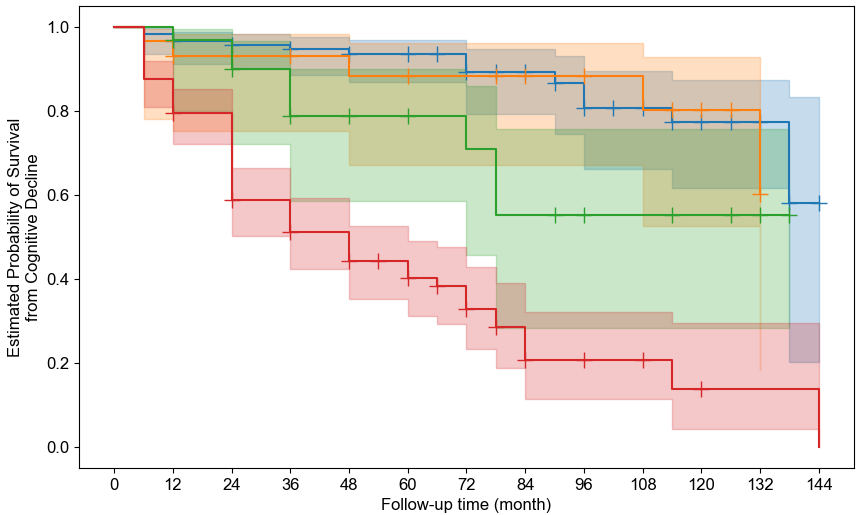 Estimated Probability of Survival
from Cognitive Decline
1.0
0.8
0.6
0.4
0.2
0.0
0 12 24 36 48 60 72 84 96 108 120 132 144
Follow-up time (month)